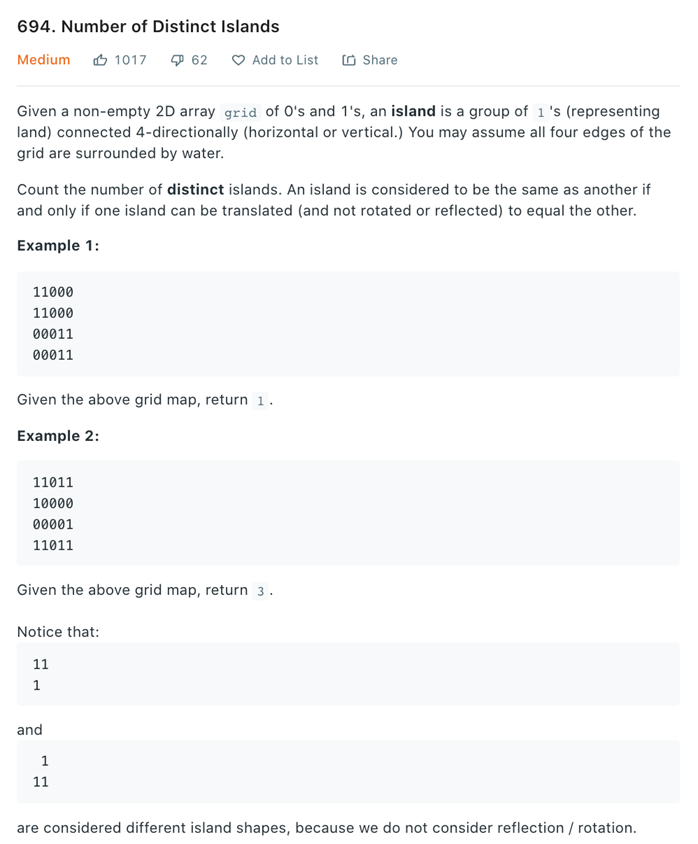 694. Number of Distinct Islands
Medium 1017 62 Add to List Share
Given a non-empty 2D array grid of 0's and 1's, an island is a group of 1 's (representing
land) connected 4-directionally (horizontal or vertical.) You may assume all four edges of the
grid are surrounded by water.
Count the number of distinct islands. An island is considered to be the same as another if
and only if one island can be translated (and not rotated or reflected) to equal the other.
Example 1:
11000
11000
00011
00011
Given the above grid map, return 1 .
Example 2:
11011
10000
00001
11011
Given the above grid map, return 3 .
Notice that:
11
1
and
 1
11
are considered different island shapes, because we do not consider reflection / rotation.